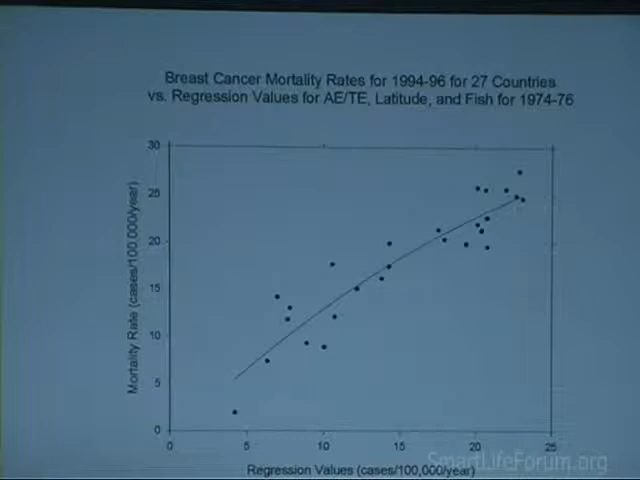 Breast Cancer Mortality Rates for 1994-96 for 27 Countries
vs. Regression Values for AE/TE, Latitude, and Fish for 1974-76
Mortality Rate (cases/100,000/year)
30
25
20
15
10
5
0
0 5 10 15 20 25
Regression Values (cases/100,000/year)
SmartLifeForum.org